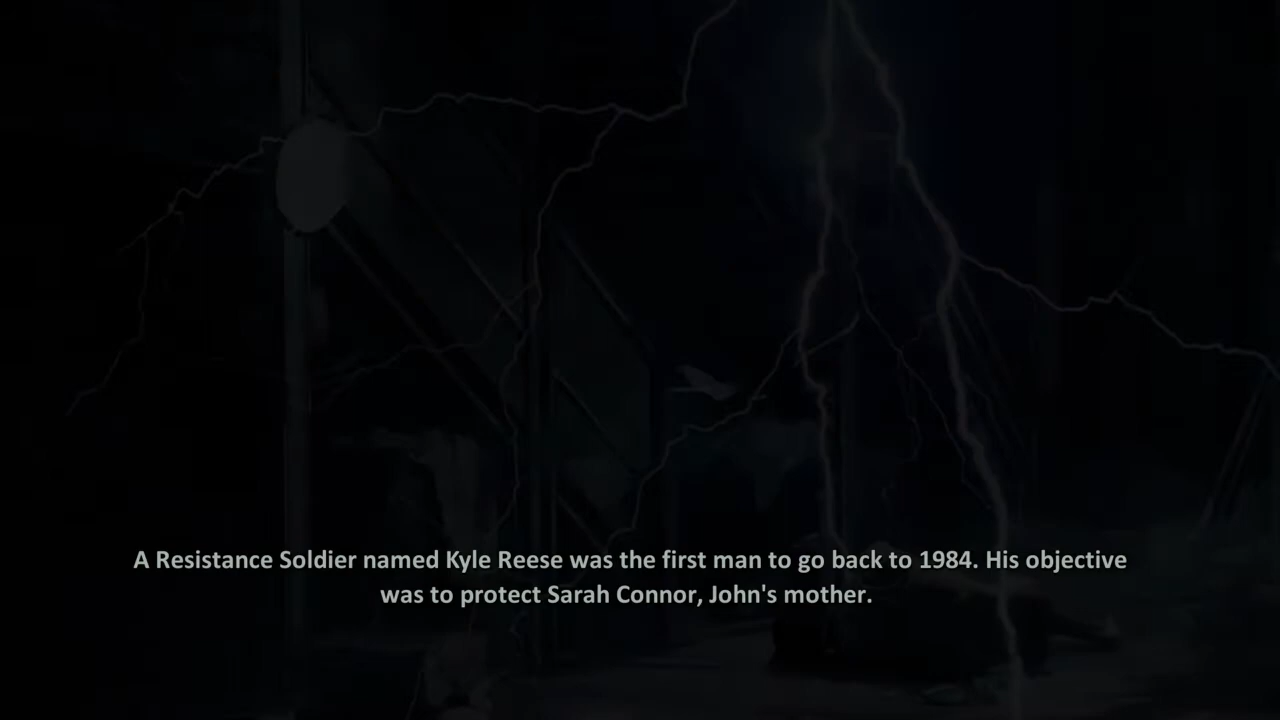 A Resistance Soldier named Kyle Reese was the first man to go back to 1984. His objective
was to protect Sarah Connor, John's mother.